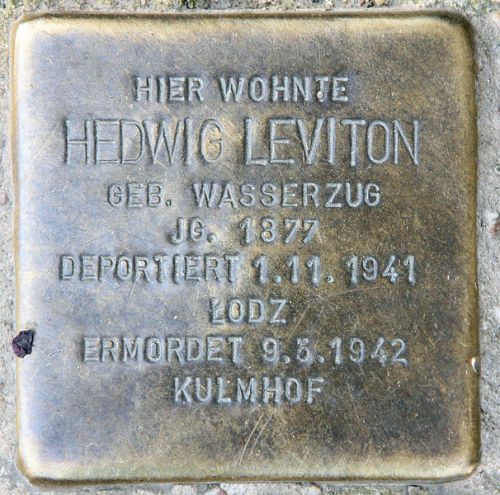 HIER WOHNTE
HEDWIG LEVITON
GEB. WASSERZUG
JG. 1877
DEPORTIERT 1.11.1941
ŁODZ
ERMORDET 9.5.1942
KULMHOF